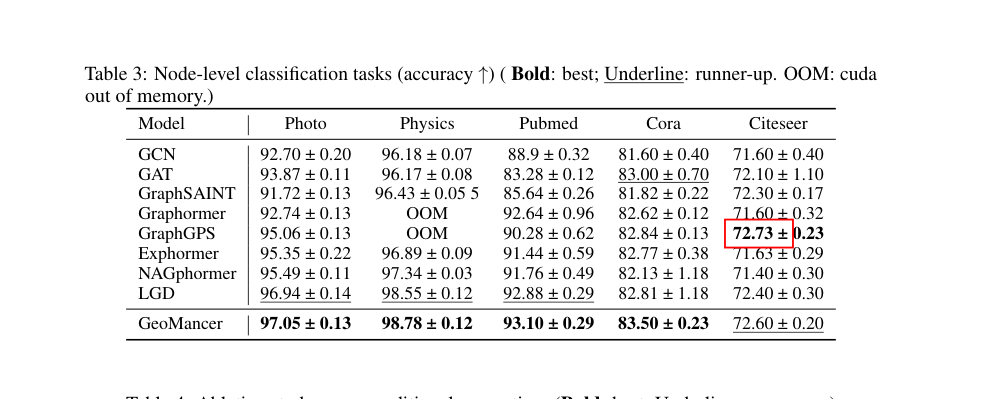 Table 3: Node-level classification tasks (accuracy ↑) ( Bold: best; Underline: runner-up. OOM: cuda
out of memory.)
Model Photo Physics Pubmed Cora Citeseer
GCN 92.70 ± 0.20 96.18 ± 0.07 88.9 ± 0.32 81.60 ± 0.40 71.60 ± 0.40
GAT 93.87 ± 0.11 96.17 ± 0.08 83.28 ± 0.12 83.00 ± 0.70 72.10 ± 1.10
GraphSAINT 91.72 ± 0.13 96.43 ± 0.05 5 85.64 ± 0.26 81.82 ± 0.22 72.30 ± 0.17
Graphormer 92.74 ± 0.13 OOM 92.64 ± 0.96 82.62 ± 0.12 71.60 ± 0.32
GraphGPS 95.06 ± 0.13 OOM 90.28 ± 0.62 82.84 ± 0.13 72.73 ± 0.23
Exphormer 95.35 ± 0.22 96.89 ± 0.09 91.44 ± 0.59 82.77 ± 0.38 71.63 ± 0.29
NAGphormer 95.49 ± 0.11 97.34 ± 0.03 91.76 ± 0.49 82.13 ± 1.18 71.40 ± 0.30
LGD 96.94 ± 0.14 98.55 ± 0.12 92.88 ± 0.29 82.81 ± 1.18 72.40 ± 0.30
GeoMancer 97.05 ± 0.13 98.78 ± 0.12 93.10 ± 0.29 83.50 ± 0.23 72.60 ± 0.20